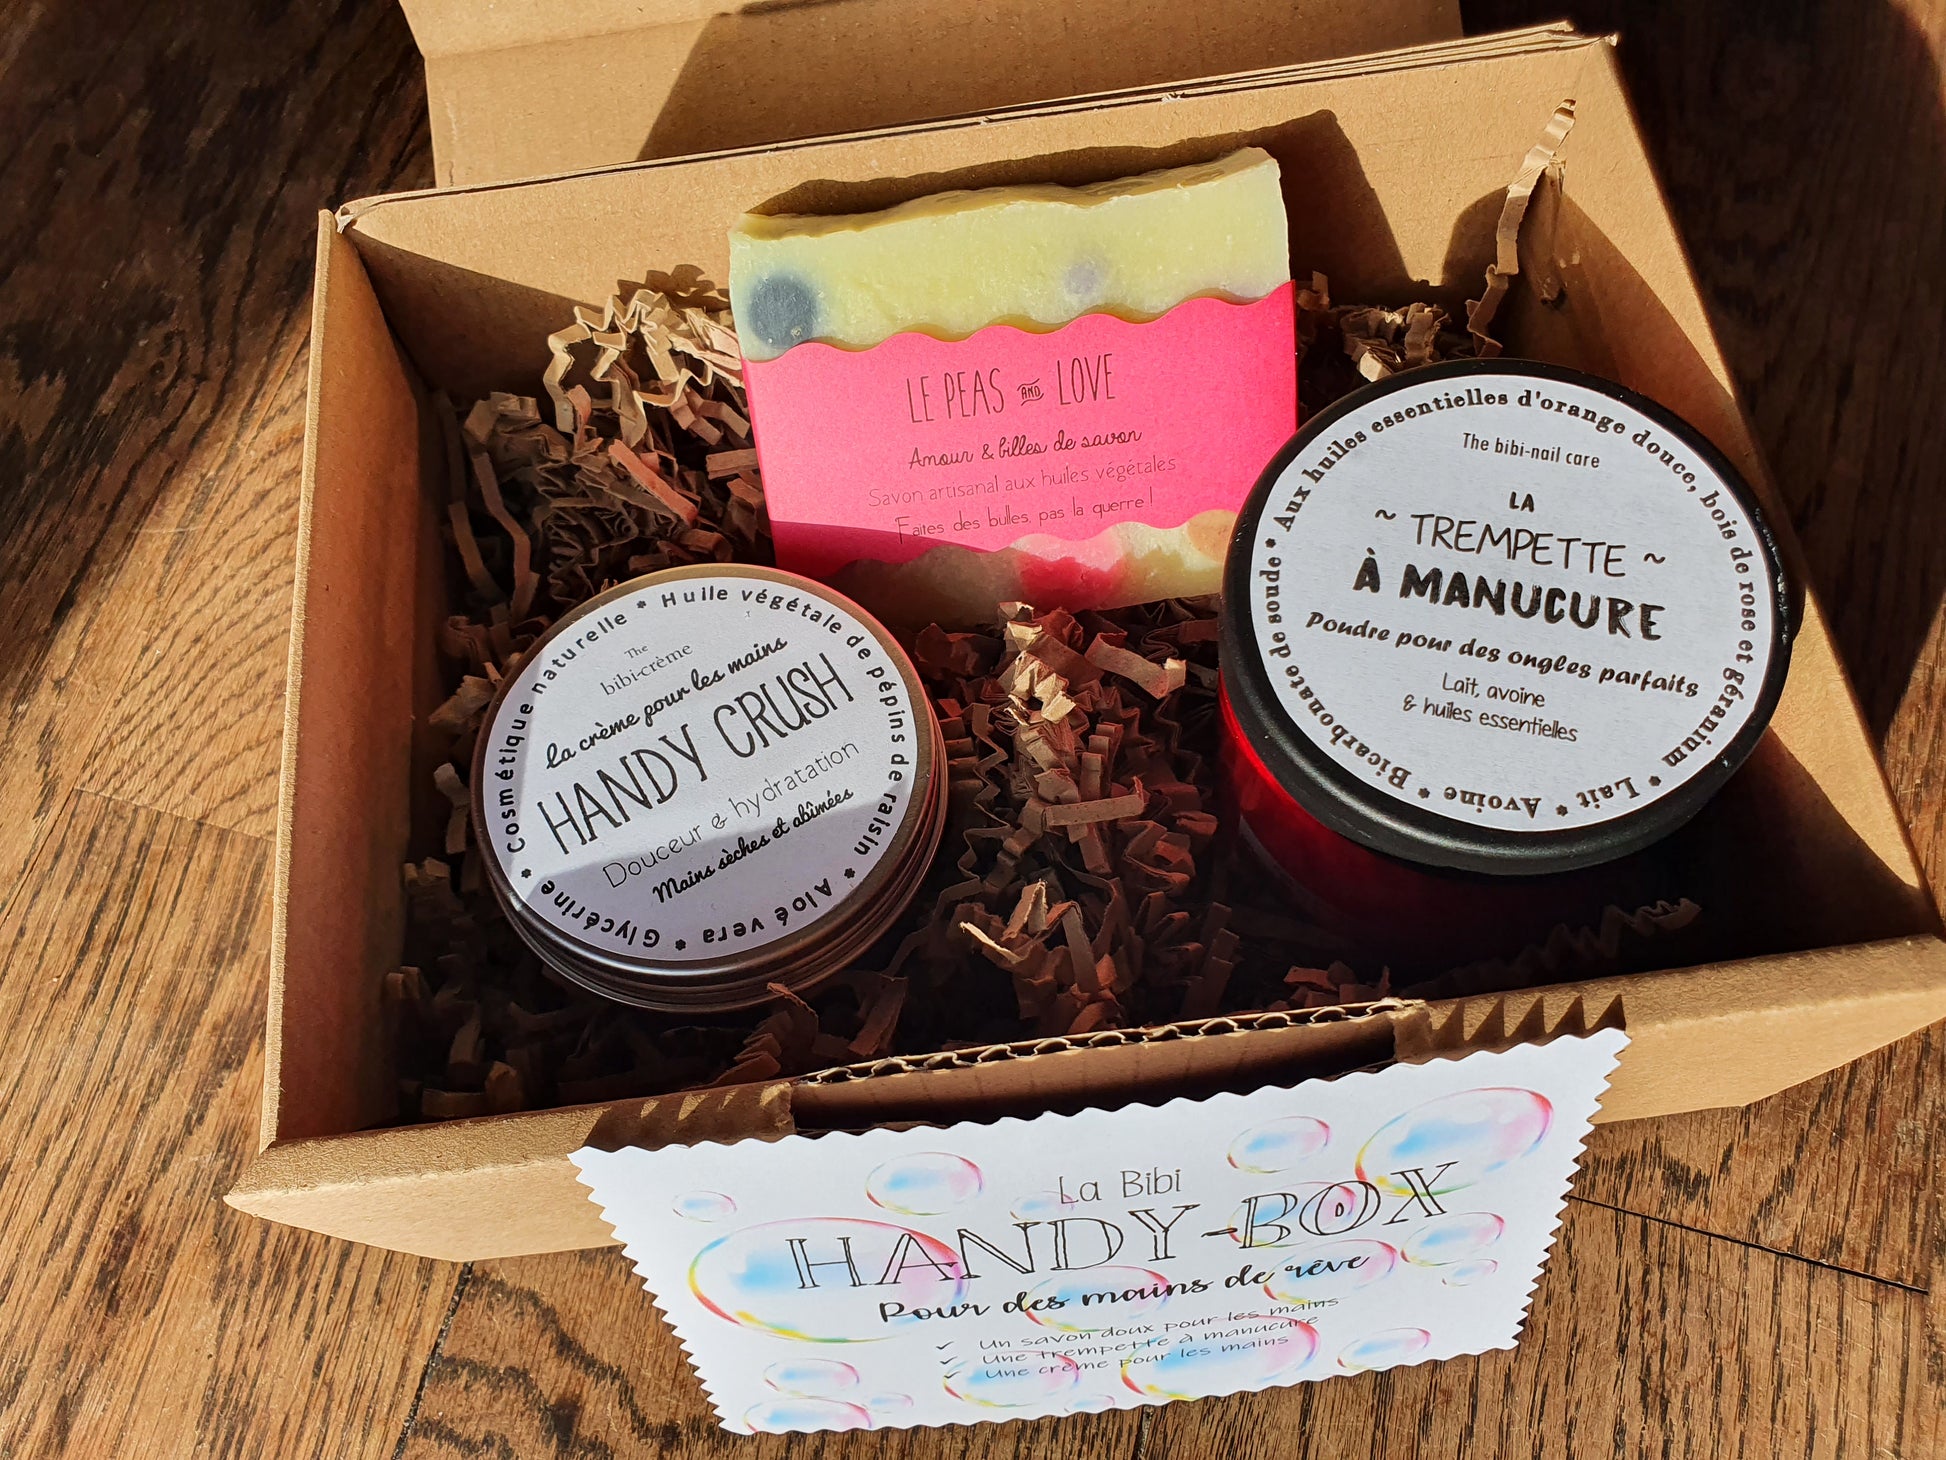 LE PEAS AND LOVE
Amour & billes de savon
Savon artisanal aux huiles végétales
Faites des bulles, pas la guerre !
The
bibi-crème
la crème pour les mains
HANDY CRUSH
Douceur & hydratation
Mains sèches et abîmées
* Cosmétique naturelle * Huile végétale de pépins de raisin * Aloé vera * Glycérine
The bibi-nail care
LA
~ TREMPETTE ~
À MANUCURE
Poudre pour des ongles parfaits
Lait, avoine
& huiles essentielles
* Aux huiles essentielles d'orange douce, bois de rose et géranium * Lait * Avoine * Bicarbonate de soude
La Bibi
HANDY-BOX
Pour des mains de rêve
✓ Un savon doux pour les mains
✓ Une trempette à manucure
✓ Une crème pour les mains